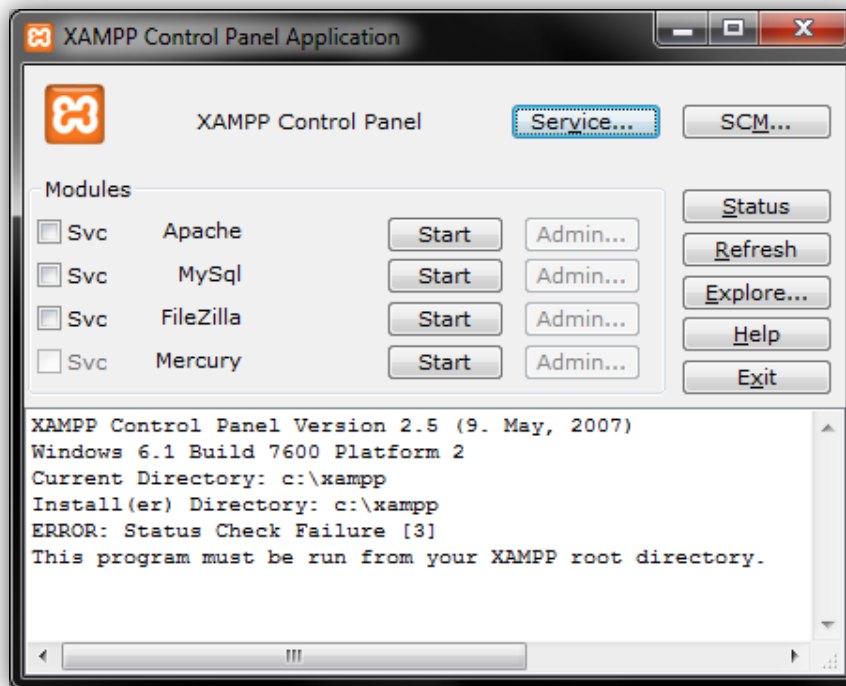 XAMPP Control Panel Application
XAMPP Control Panel Service... SCM...
Modules
Svc Apache Start Admin...
Svc MySql Start Admin...
Svc FileZilla Start Admin...
Svc Mercury Start Admin...
Status
Refresh
Explore...
Help
Exit
XAMPP Control Panel Version 2.5 (9. May, 2007)
Windows 6.1 Build 7600 Platform 2
Current Directory: c:\xampp
Install(er) Directory: c:\xampp
ERROR: Status Check Failure [3]
This program must be run from your XAMPP root directory.